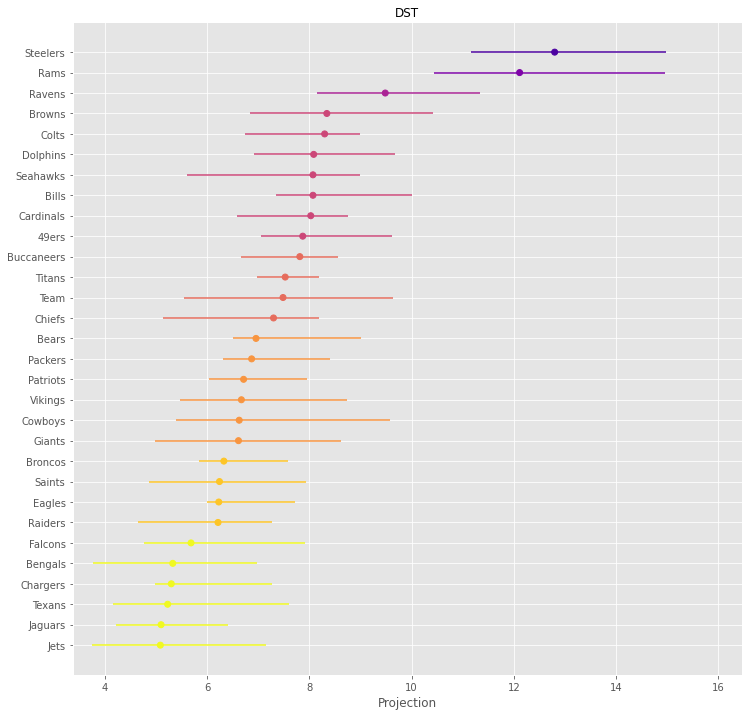 DST
Steelers
Rams
Ravens
Browns
Colts
Dolphins
Seahawks
Bills
Cardinals
49ers
Buccaneers
Titans
Team
Chiefs
Bears
Packers
Patriots
Vikings
Cowboys
Giants
Broncos
Saints
Eagles
Raiders
Falcons
Bengals
Chargers
Texans
Jaguars
Jets
4 6 8 10 12 14 16
Projection